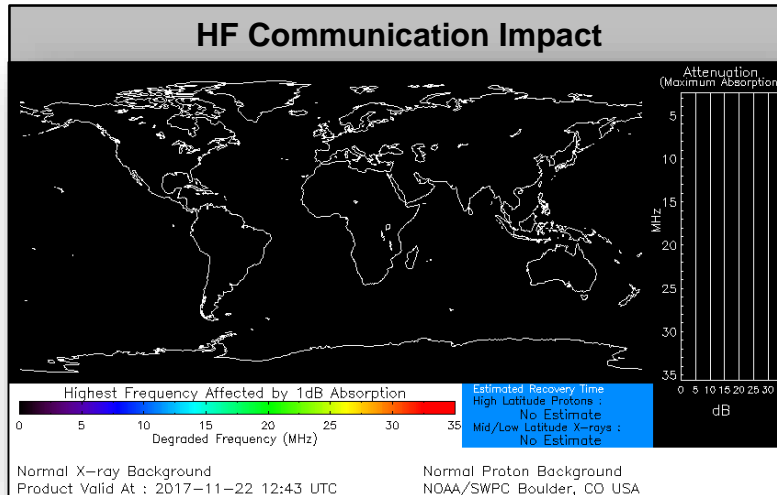 HF Communication Impact
Attenuation
(Maximum Absorption)
5
10
15
20
25
30
35
MHz
0 5 10 15 20 25 30 35
dB
Highest Frequency Affected by 1dB Absorption
0 5 10 15 20 25 30 35
Degraded Frequency (MHz)
Estimated Recovery Time
High Latitude Protons :
No Estimate
Mid/Low Latitude X-rays :
No Estimate
Normal X-ray Background
Product Valid At : 2017-11-22 12:43 UTC
Normal Proton Background
NOAA/SWPC Boulder, CO USA